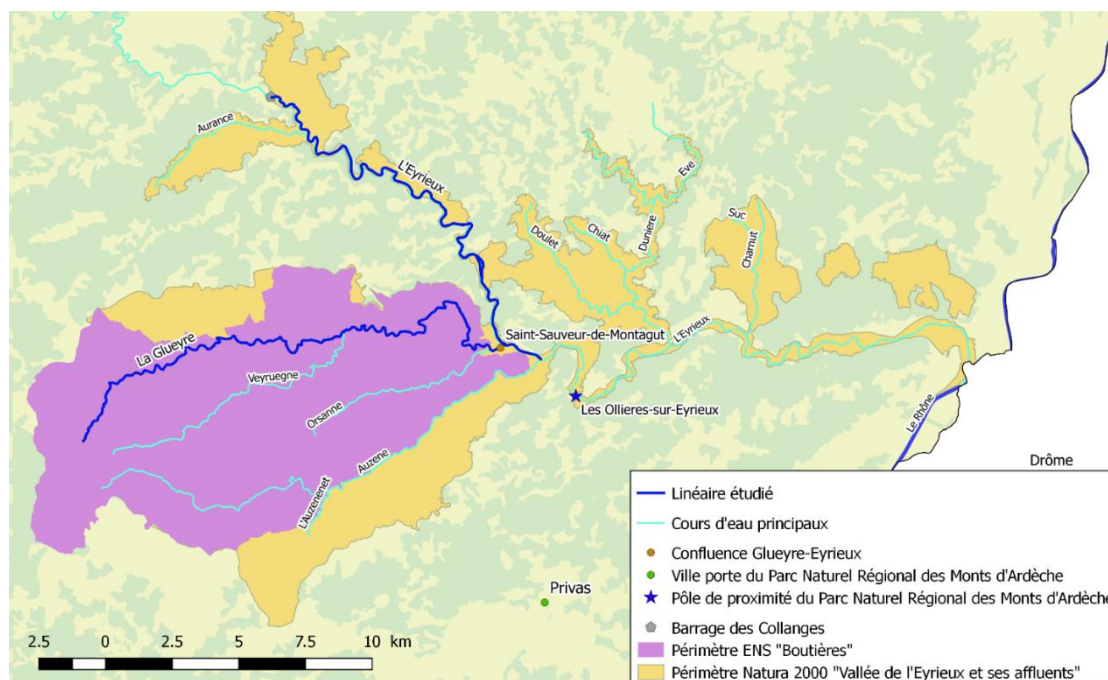 Aurance
L'Eyrieux
Eve
Duniere
Doulet
Chiat
Suc
Charnut
La Glueyre
Saint-Sauveur-de-Montagut
L'Eyrieux
Veyruegne
Orsanne
Les Ollieres-sur-Eyrieux
Le Rhône
Auzene
L'Auzenenet
Drôme
Privas
2.5 0 2.5 5 7.5 10 km
Linéaire étudié
Cours d'eau principaux
Confluence Glueyre-Eyrieux
Ville porte du Parc Naturel Régional des Monts d'Ardèche
Pôle de proximité du Parc Naturel Régional des Monts d'Ardèche
Barrage des Collanges
Périmètre ENS "Boutières"
Périmètre Natura 2000 "Vallée de l'Eyrieux et ses affluents"